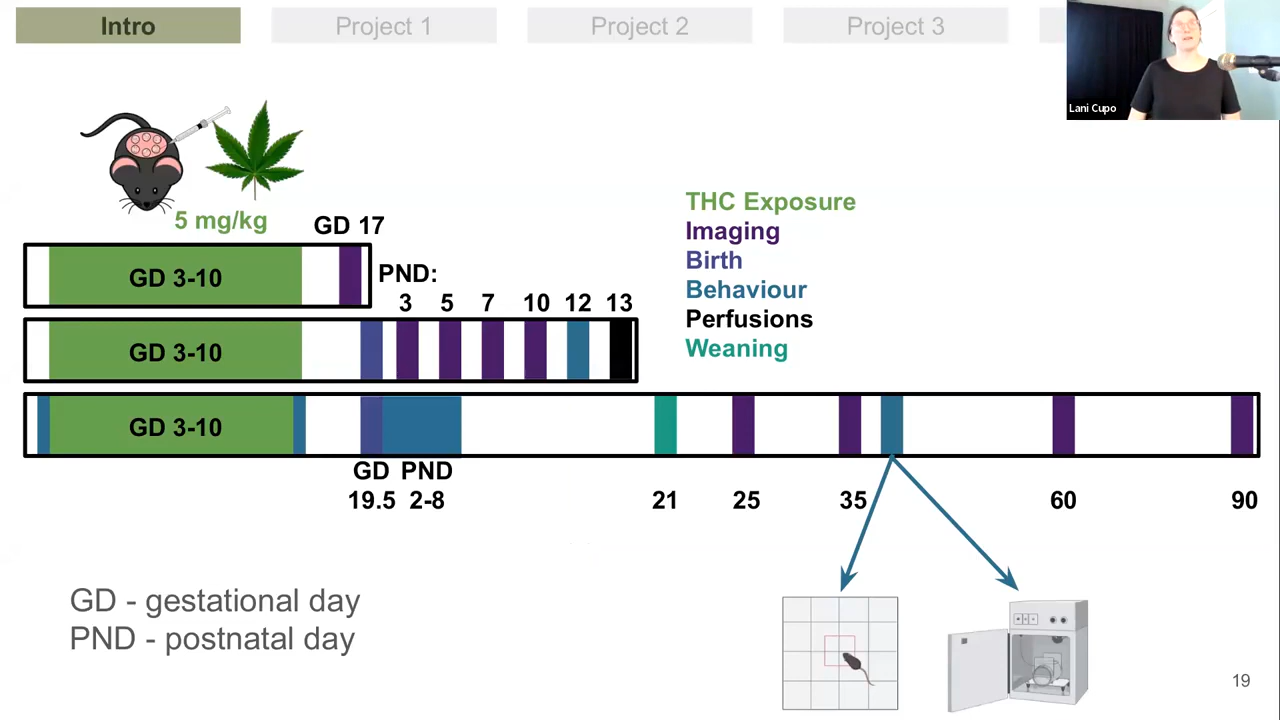 Intro
Project 1
Project 2
Project 3
Lani Cupo
5 mg/kg
GD 17
THC Exposure
Imaging
Birth
Behaviour
Perfusions
Weaning
GD 3-10
PND:
3 5 7 10 12 13
GD 3-10
GD 3-10
GD PND
19.5 2-8 21 25 35 60 90
GD - gestational day
PND - postnatal day
19